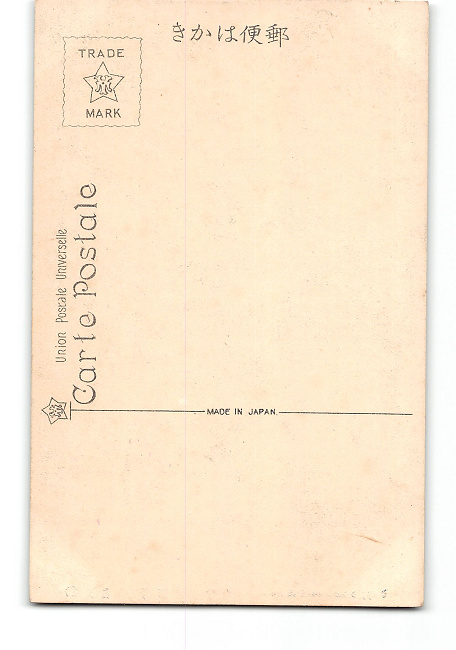 きかは便郵
TRADE
MARK
Union Postale Universelle
Carte Postale
MADE IN JAPAN.